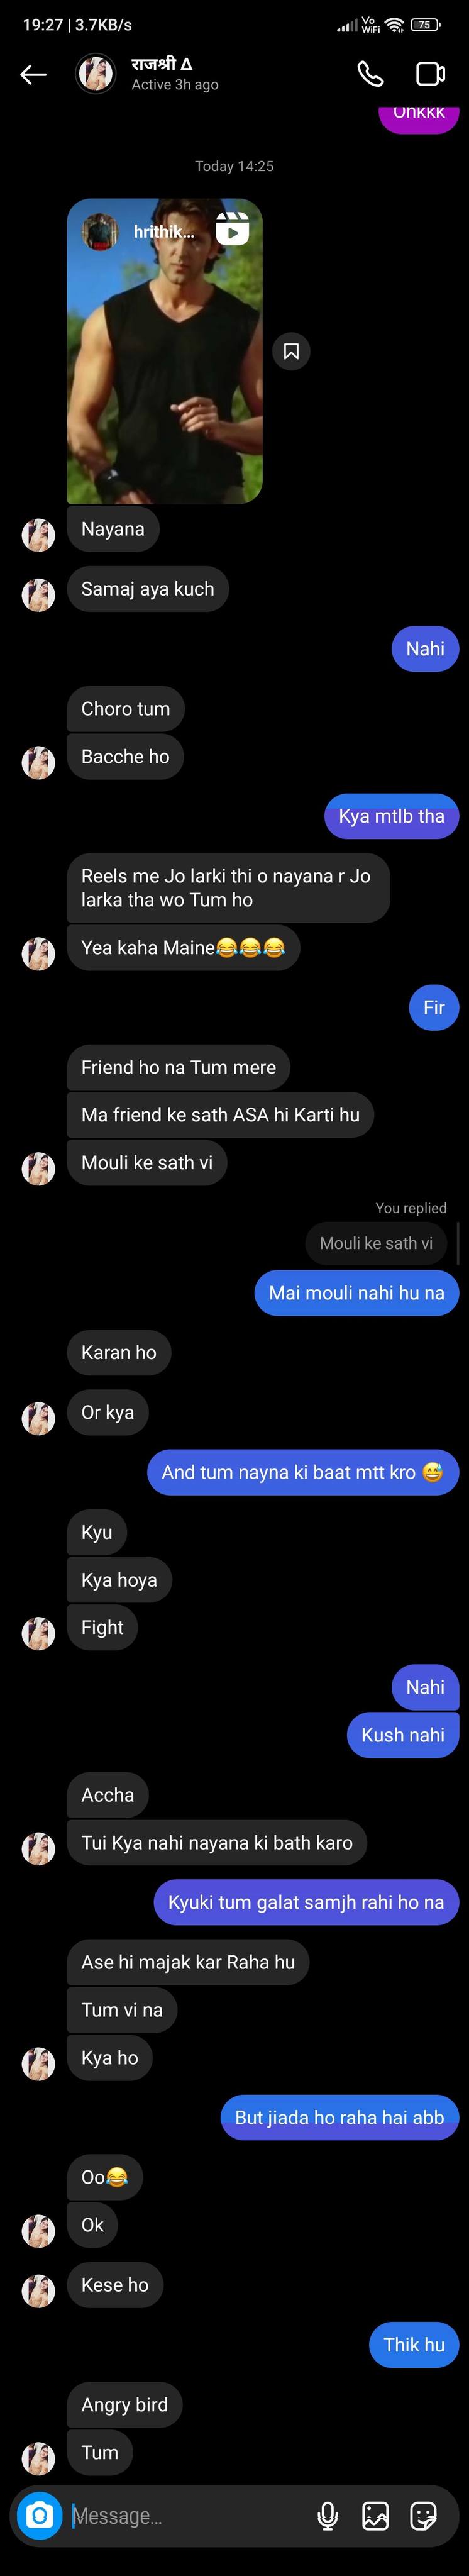 19:27 | 3.7KB/s
Vo
WiFi
75
राजश्री Δ
Active 3h ago
Ohkkk
Today 14:25
hrithik...
Nayana
Samaj aya kuch
Nahi
Choro tum
Bacche ho
Kya mtlb tha
Reels me Jo larki thi o nayana r Jo
larka tha wo Tum ho
Yea kaha Maine😂😂😂
Fir
Friend ho na Tum mere
Ma friend ke sath ASA hi Karti hu
Mouli ke sath vi
You replied
Mouli ke sath vi
Mai mouli nahi hu na
Karan ho
Or kya
And tum nayna ki baat mtt kro 😅
Kyu
Kya hoya
Fight
Nahi
Kush nahi
Accha
Tui Kya nahi nayana ki bath karo
Kyuki tum galat samjh rahi ho na
Ase hi majak kar Raha hu
Tum vi na
Kya ho
But jiada ho raha hai abb
Oo😂
Ok
Kese ho
Thik hu
Angry bird
Tum
Message...